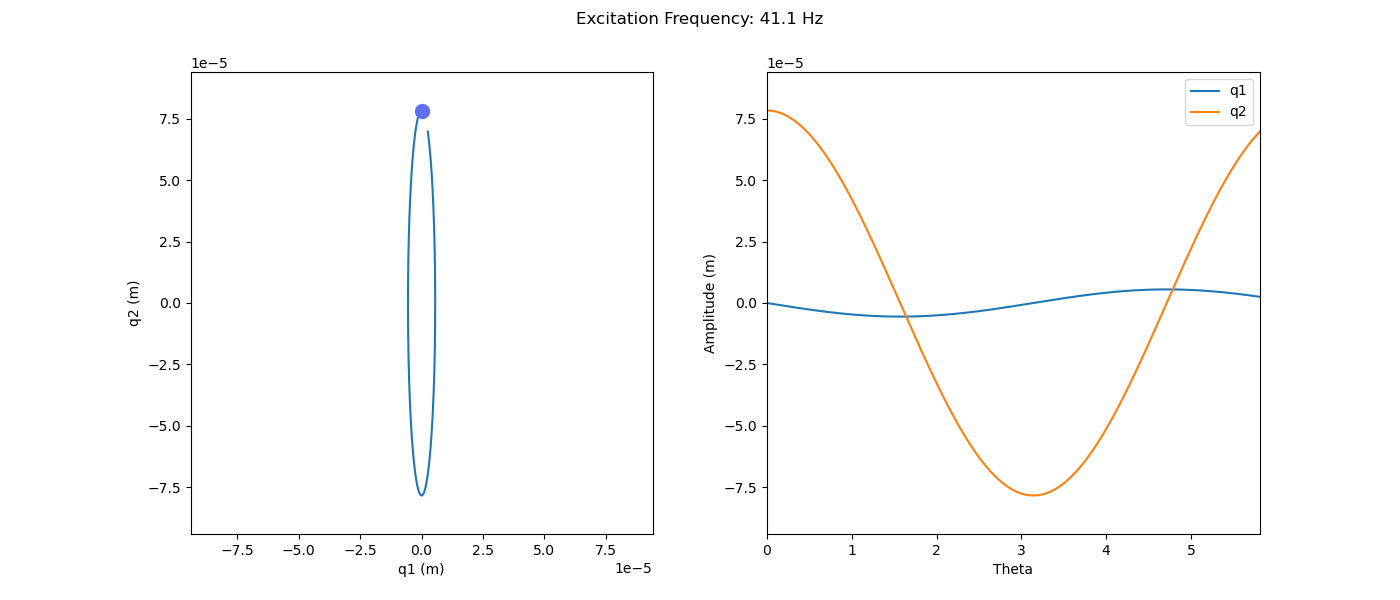 Excitation Frequency: 41.1 Hz
1e−5
7.5
5.0
2.5
0.0
−2.5
−5.0
−7.5
q2 (m)
−7.5 −5.0 −2.5 0.0 2.5 5.0 7.5
q1 (m)
1e−5
1e−5
q1
q2
7.5
5.0
2.5
0.0
−2.5
−5.0
−7.5
Amplitude (m)
0 1 2 3 4 5
Theta